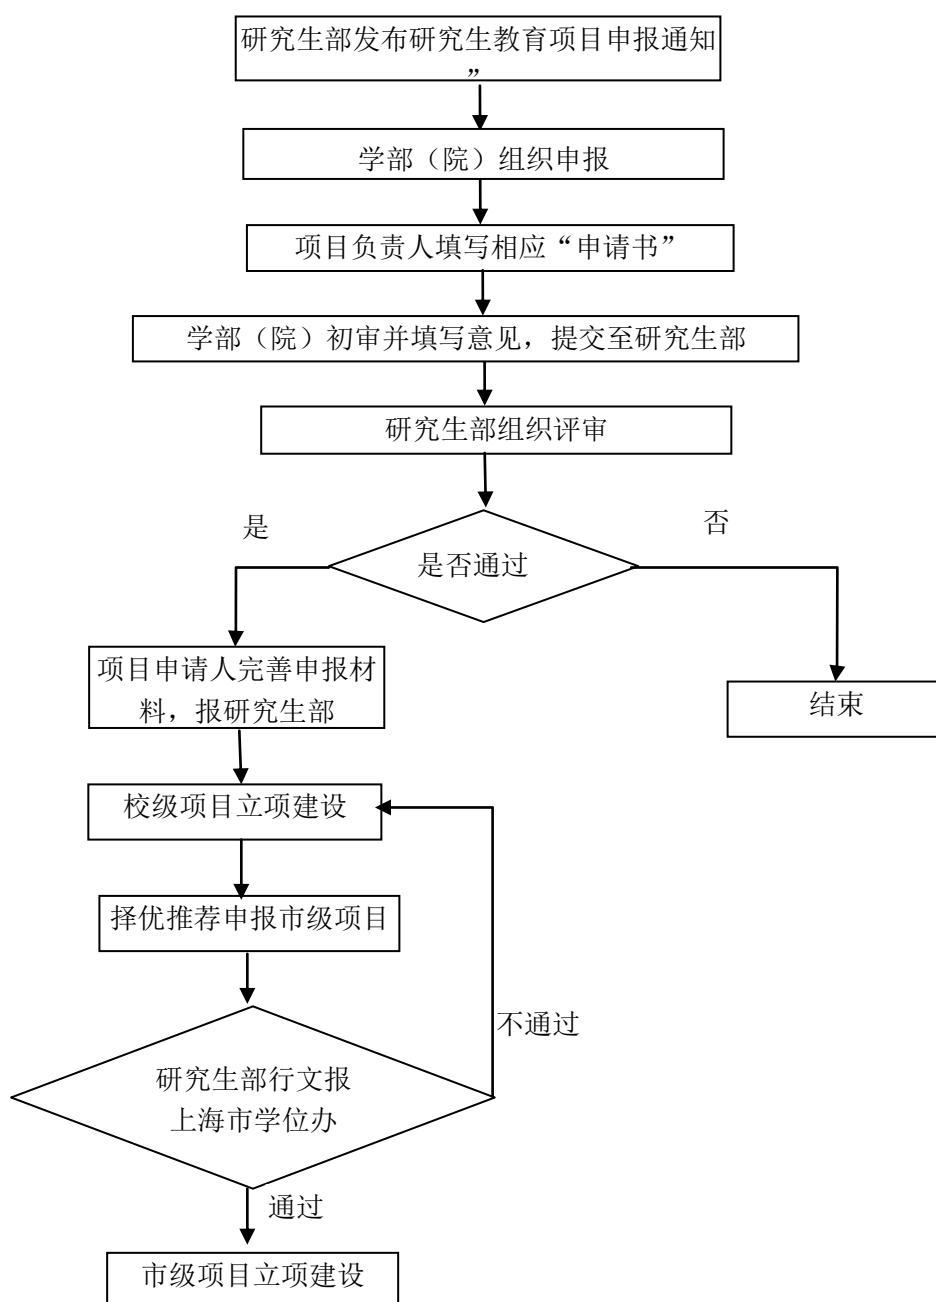 研究生部发布研究生教育项目申报通知
”
学部（院）组织申报
项目负责人填写相应“申请书”
学部（院）初审并填写意见，提交至研究生部
研究生部组织评审
是
否
是否通过
项目申请人完善申报材
料，报研究生部
结束
校级项目立项建设
择优推荐申报市级项目
不通过
研究生部行文报
上海市学位办
通过
市级项目立项建设